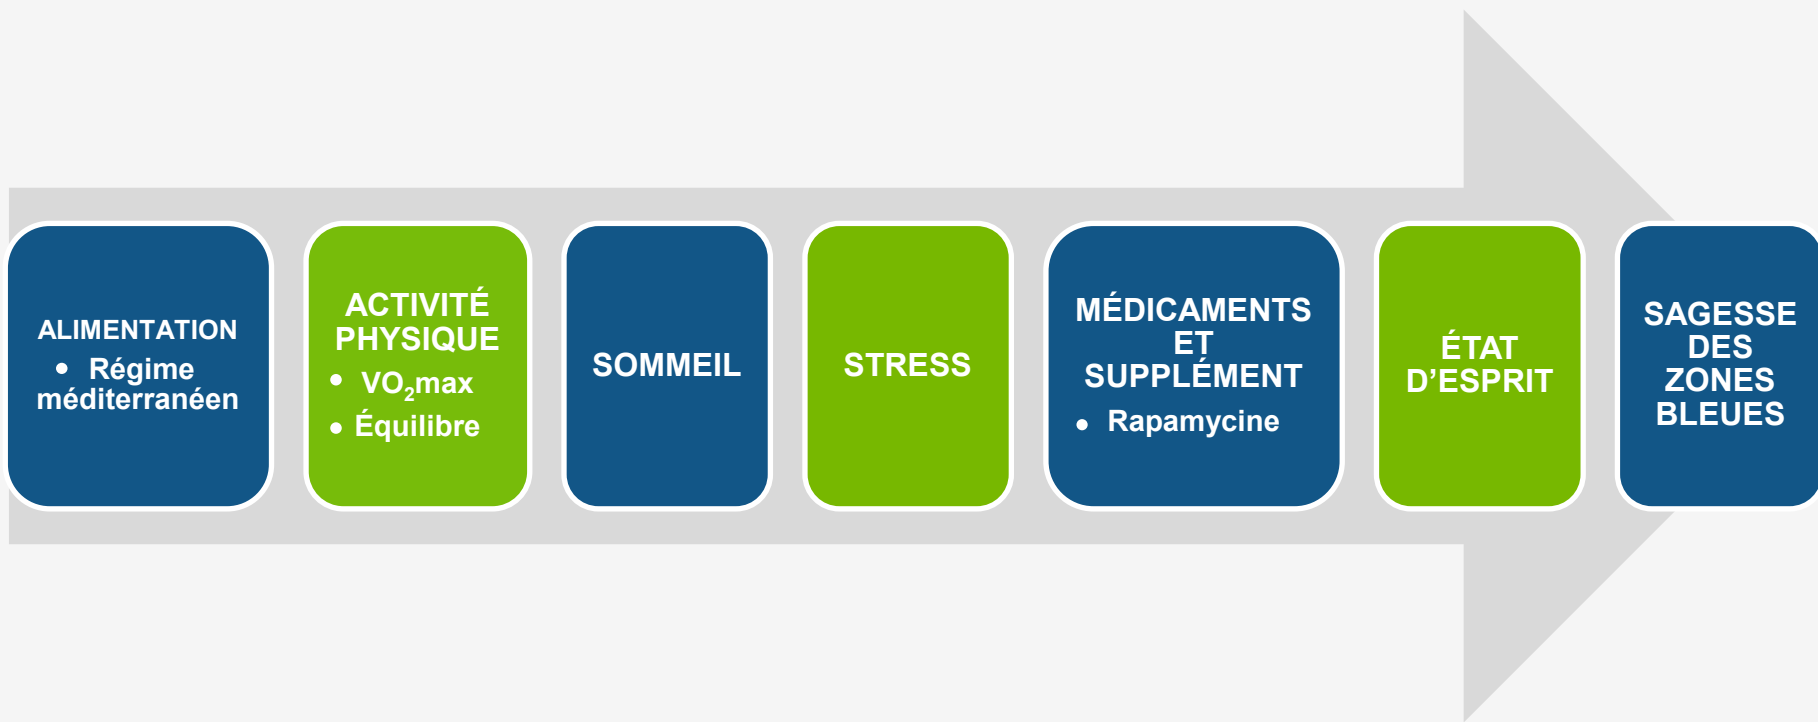 ALIMENTATION
• Régime
méditerranéen
ACTIVITÉ
PHYSIQUE
• VO₂max
• Équilibre
SOMMEIL
STRESS
MÉDICAMENTS
ET
SUPPLÉMENT
• Rapamycine
ÉTAT
D’ESPRIT
SAGESSE
DES
ZONES
BLEUES